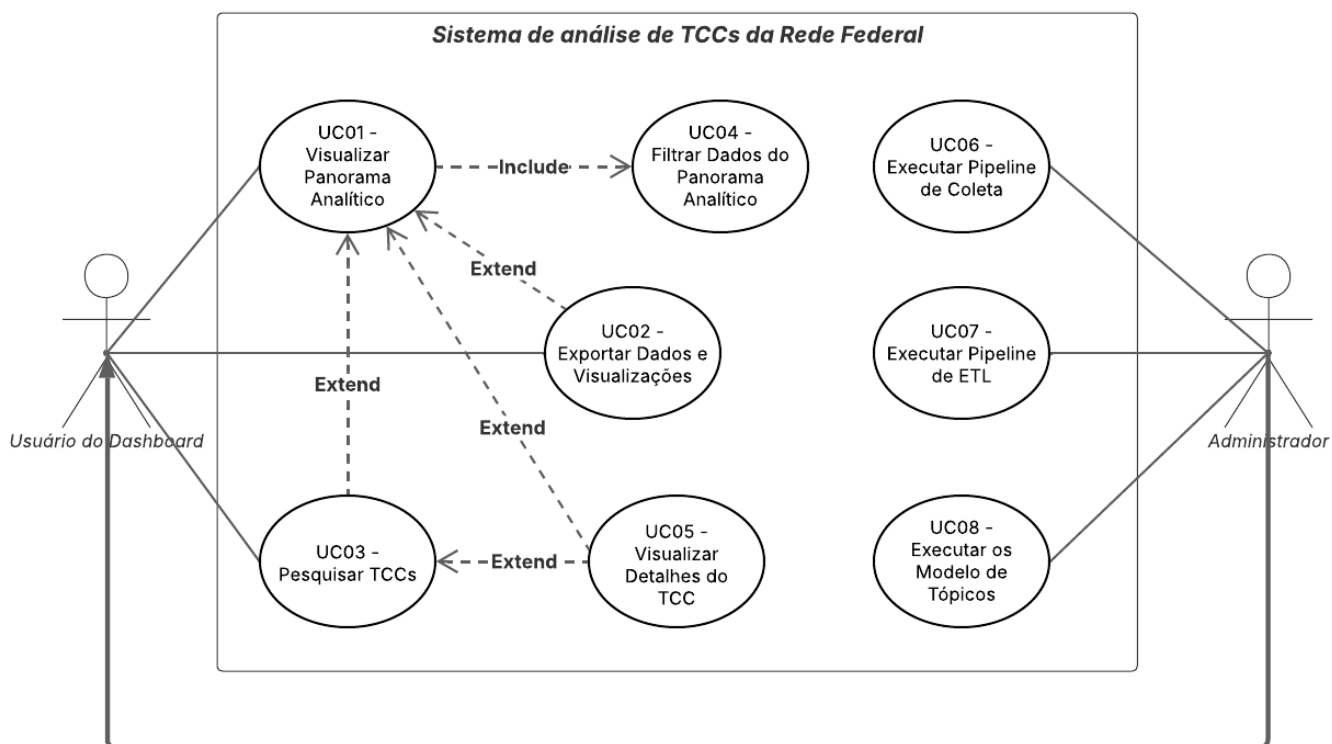 Sistema de análise de TCCs da Rede Federal
UC01 -
Visualizar
Panorama
Analítico
Include
UC04 -
Filtrar Dados do
Panorama
Analítico
UC06 -
Executar Pipeline
de Coleta
Extend
UC02 -
Exportar Dados e
Visualizações
UC07 -
Executar Pipeline
de ETL
Extend
Extend
Usuário do Dashboard
Administrador
UC03 -
Pesquisar TCCs
Extend
UC05 -
Visualizar
Detalhes do
TCC
UC08 -
Executar os
Modelo de
Tópicos